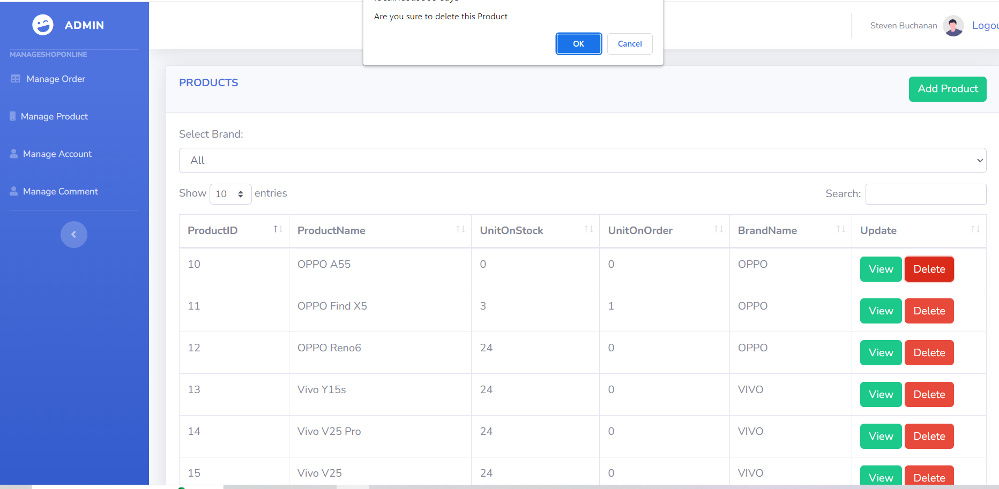 Are you sure to delete this Product
OK Cancel
ADMIN
Steven Buchanan
MANAGESHOPONLINE
Manage Order
Manage Product
Manage Account
Manage Comment
PRODUCTS
Add Product
Select Brand:
All
Show 10 entries
Search:
ProductID ProductName UnitOnStock UnitOnOrder BrandName Update
10 OPPO A55 0 0 OPPO View Delete
11 OPPO Find X5 3 1 OPPO View Delete
12 OPPO Reno6 24 0 OPPO View Delete
13 Vivo Y15s 24 0 VIVO View Delete
14 Vivo V25 Pro 24 0 VIVO View Delete
15 Vivo V25 24 0 VIVO View Delete